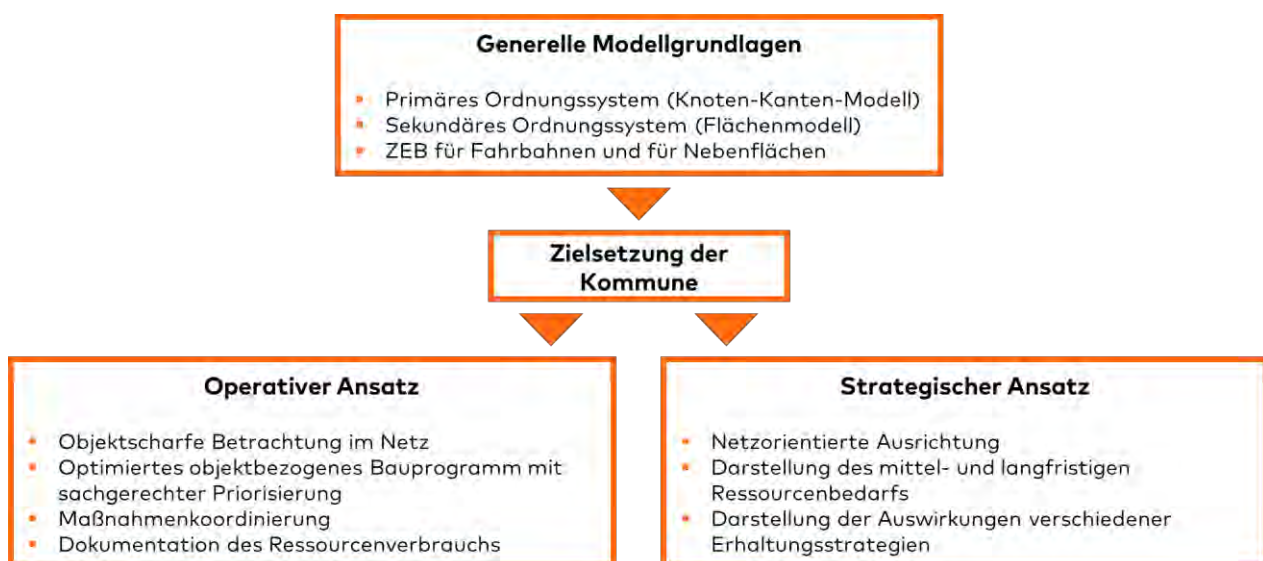 Generelle Modellgrundlagen
▪ Primäres Ordnungssystem (Knoten-Kanten-Modell)
▪ Sekundäres Ordnungssystem (Flächenmodell)
▪ ZEB für Fahrbahnen und für Nebenflächen
Zielsetzung der
Kommune
Operativer Ansatz
▪ Objektscharfe Betrachtung im Netz
▪ Optimiertes objektbezogenes Bauprogramm mit
sachgerechter Priorisierung
▪ Maßnahmenkoordinierung
▪ Dokumentation des Ressourcenverbrauchs
Strategischer Ansatz
▪ Netzorientierte Ausrichtung
▪ Darstellung des mittel- und langfristigen
Ressourcenbedarfs
▪ Darstellung der Auswirkungen verschiedener
Erhaltungsstrategien